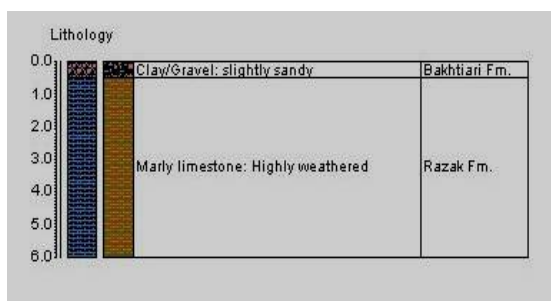 Lithology
0.0
Clay/Gravel: slightly sandy Bakhtiari Fm.
1.0
2.0
3.0
Marly limestone: Highly weathered Razak Fm.
4.0
5.0
6.0